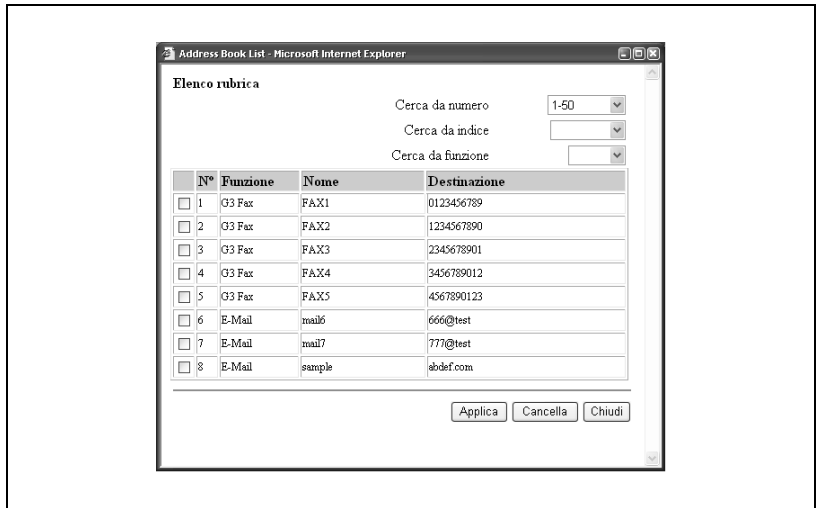 Address Book List - Microsoft Internet Explorer
Elenco rubrica
Cerca da numero 1-50
Cerca da indice
Cerca da funzione
N° Funzione Nome Destinazione
1 G3 Fax FAX1 0123456789
2 G3 Fax FAX2 1234567890
3 G3 Fax FAX3 2345678901
4 G3 Fax FAX4 3456789012
5 G3 Fax FAX5 4567890123
6 E-Mail mail6 666@test
7 E-Mail mail7 777@test
8 E-Mail sample abdef.com
Applica Cancella Chiudi